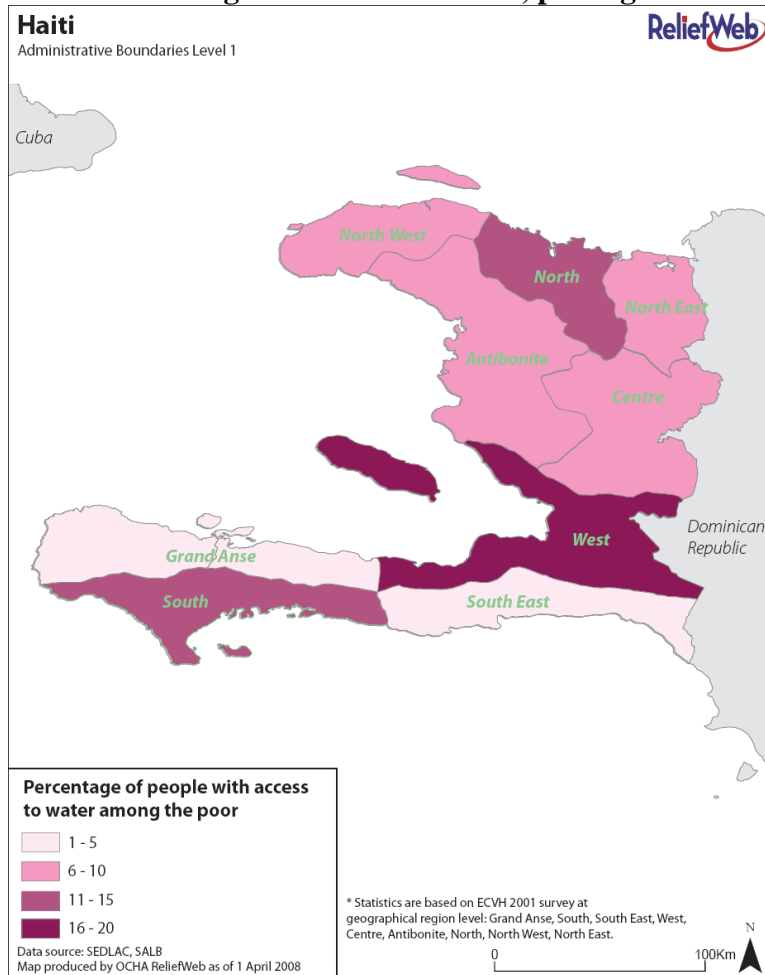 Haiti
Administrative Boundaries Level 1
ReliefWeb
Cuba
North West
North
North East
Antibonite
Centre
West
Dominican
Republic
Grand Anse
South
South East
Percentage of people with access
to water among the poor
1 - 5
6 - 10
11 - 15
16 - 20
Data source: SEDLAC, SALB
Map produced by OCHA ReliefWeb as of 1 April 2008
* Statistics are based on ECVH 2001 survey at
geographical region level: Grand Anse, South, South East, West,
Centre, Antibonite, North, North West, North East.
N
0 100Km